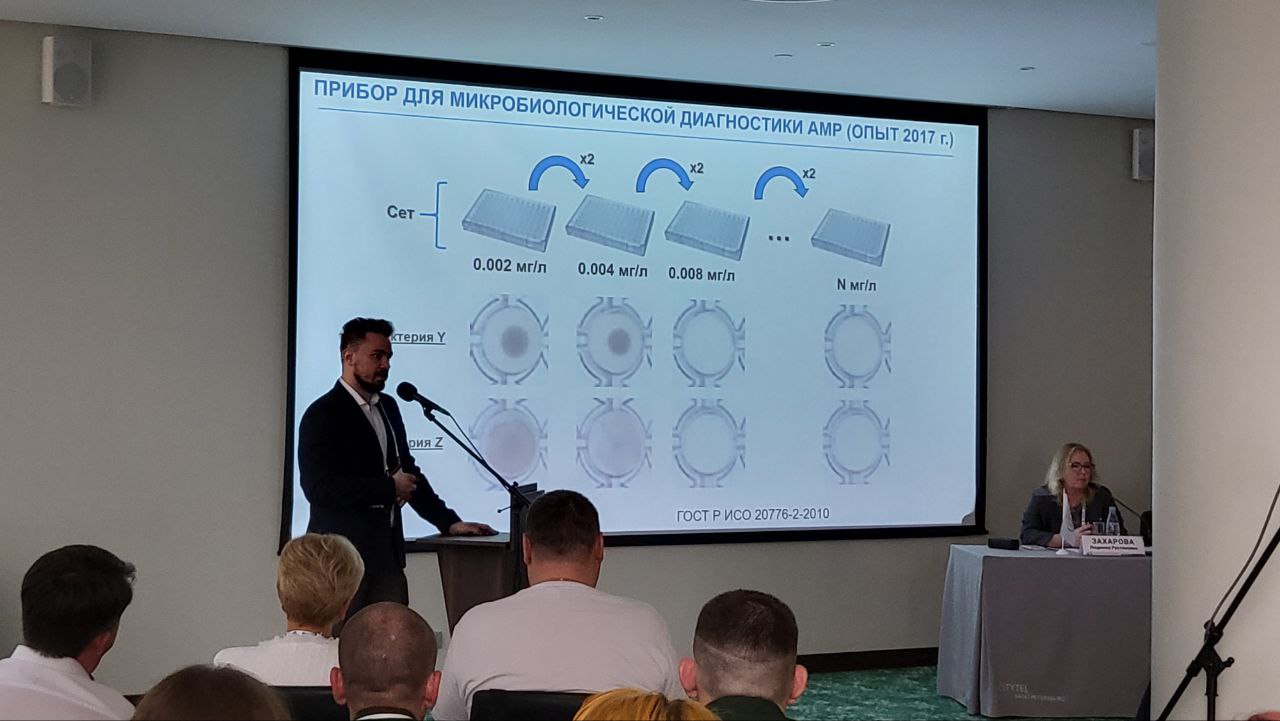 ПРИБОР ДЛЯ МИКРОБИОЛОГИЧЕСКОЙ ДИАГНОСТИКИ АМР (ОПЫТ 2017 г.)
x2 x2 x2
Сет
...
0.002 мг/л 0.004 мг/л 0.008 мг/л N мг/л
ктерия Y
рия Z
ГОСТ Р ИСО 20776-2-2010
ЗАХАРОВА